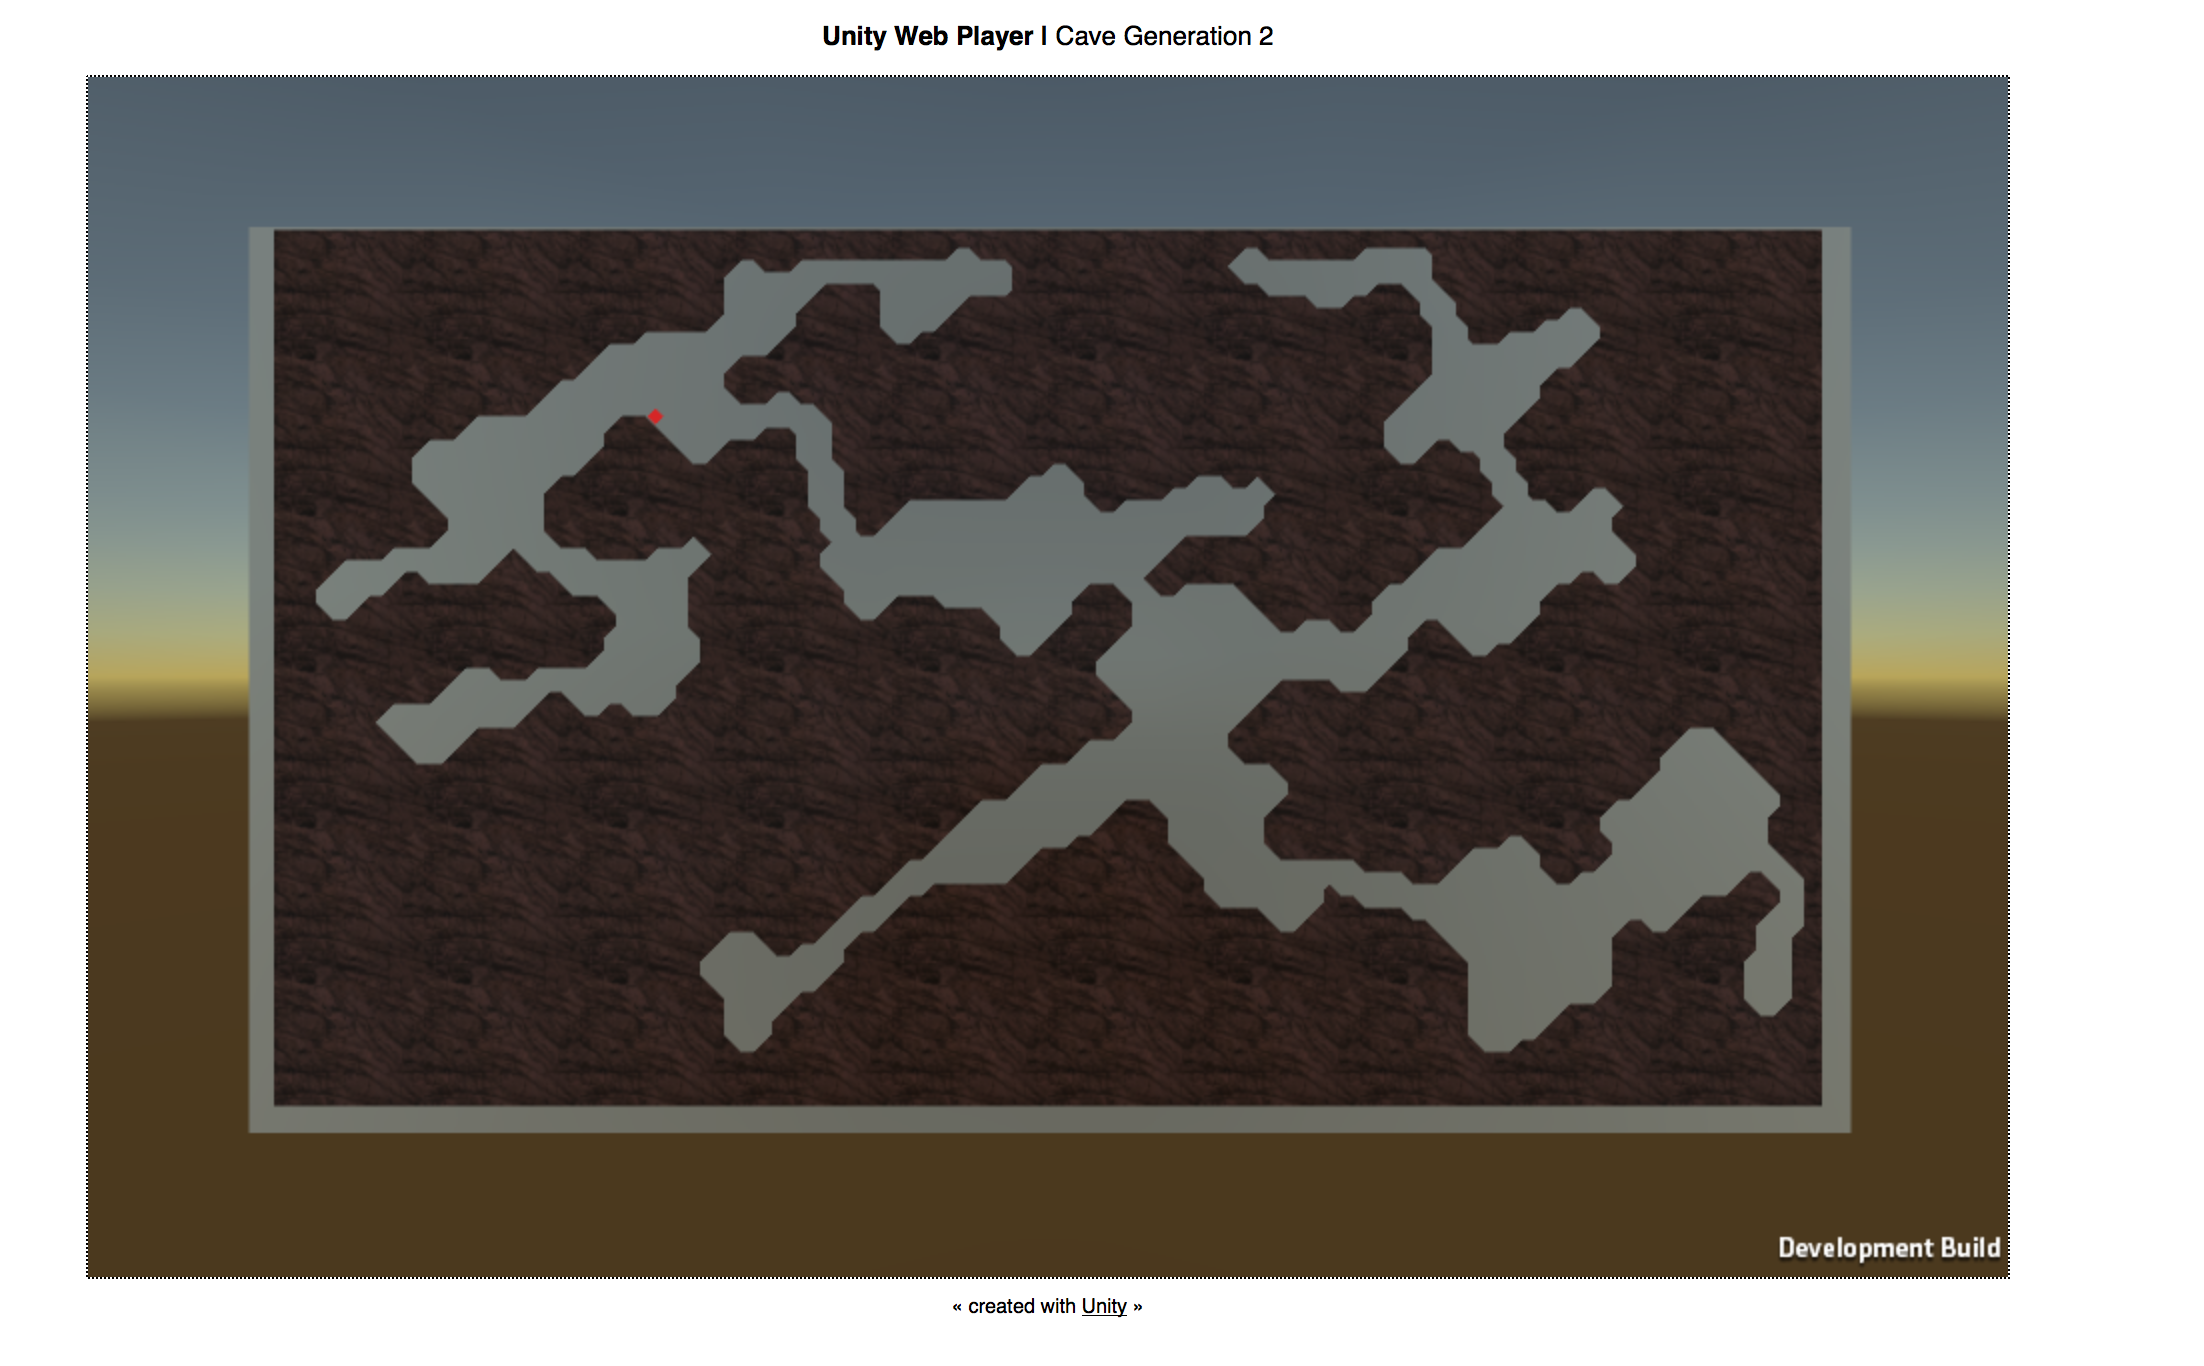 Unity Web Player | Cave Generation 2
Development Build
« created with Unity »